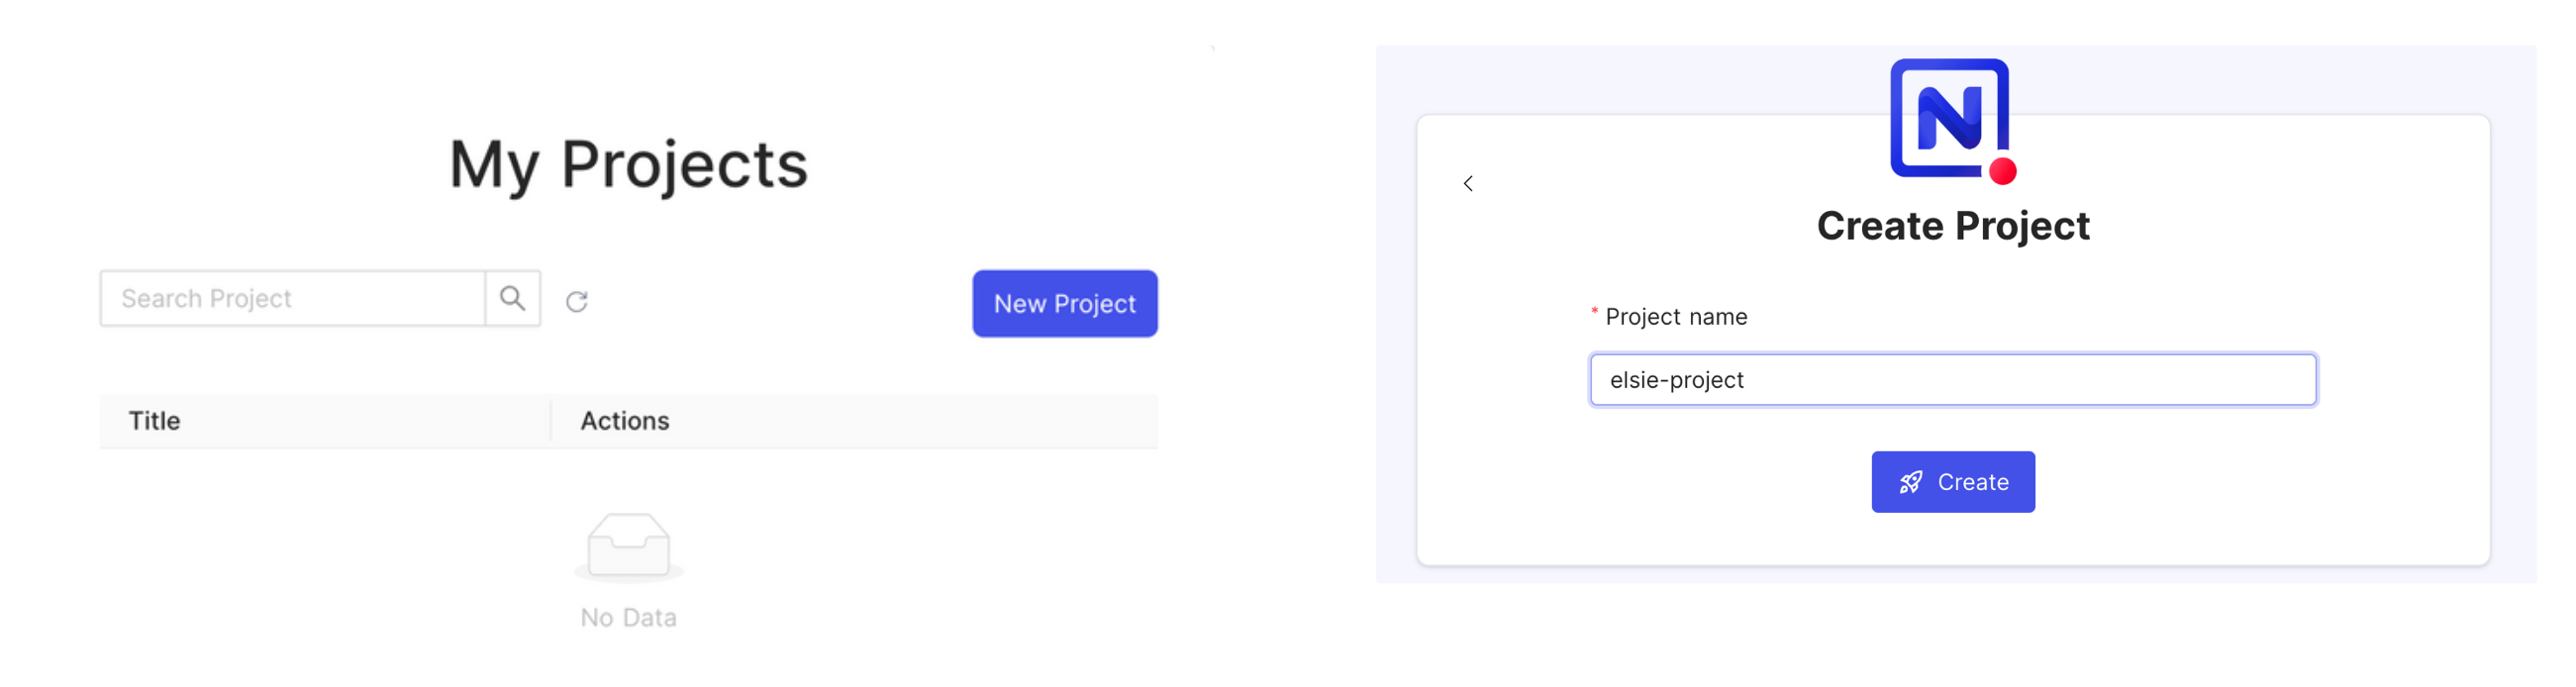 My Projects
Search Project
New Project
Title
Actions
No Data
N
Create Project
* Project name
elsie-project
Create